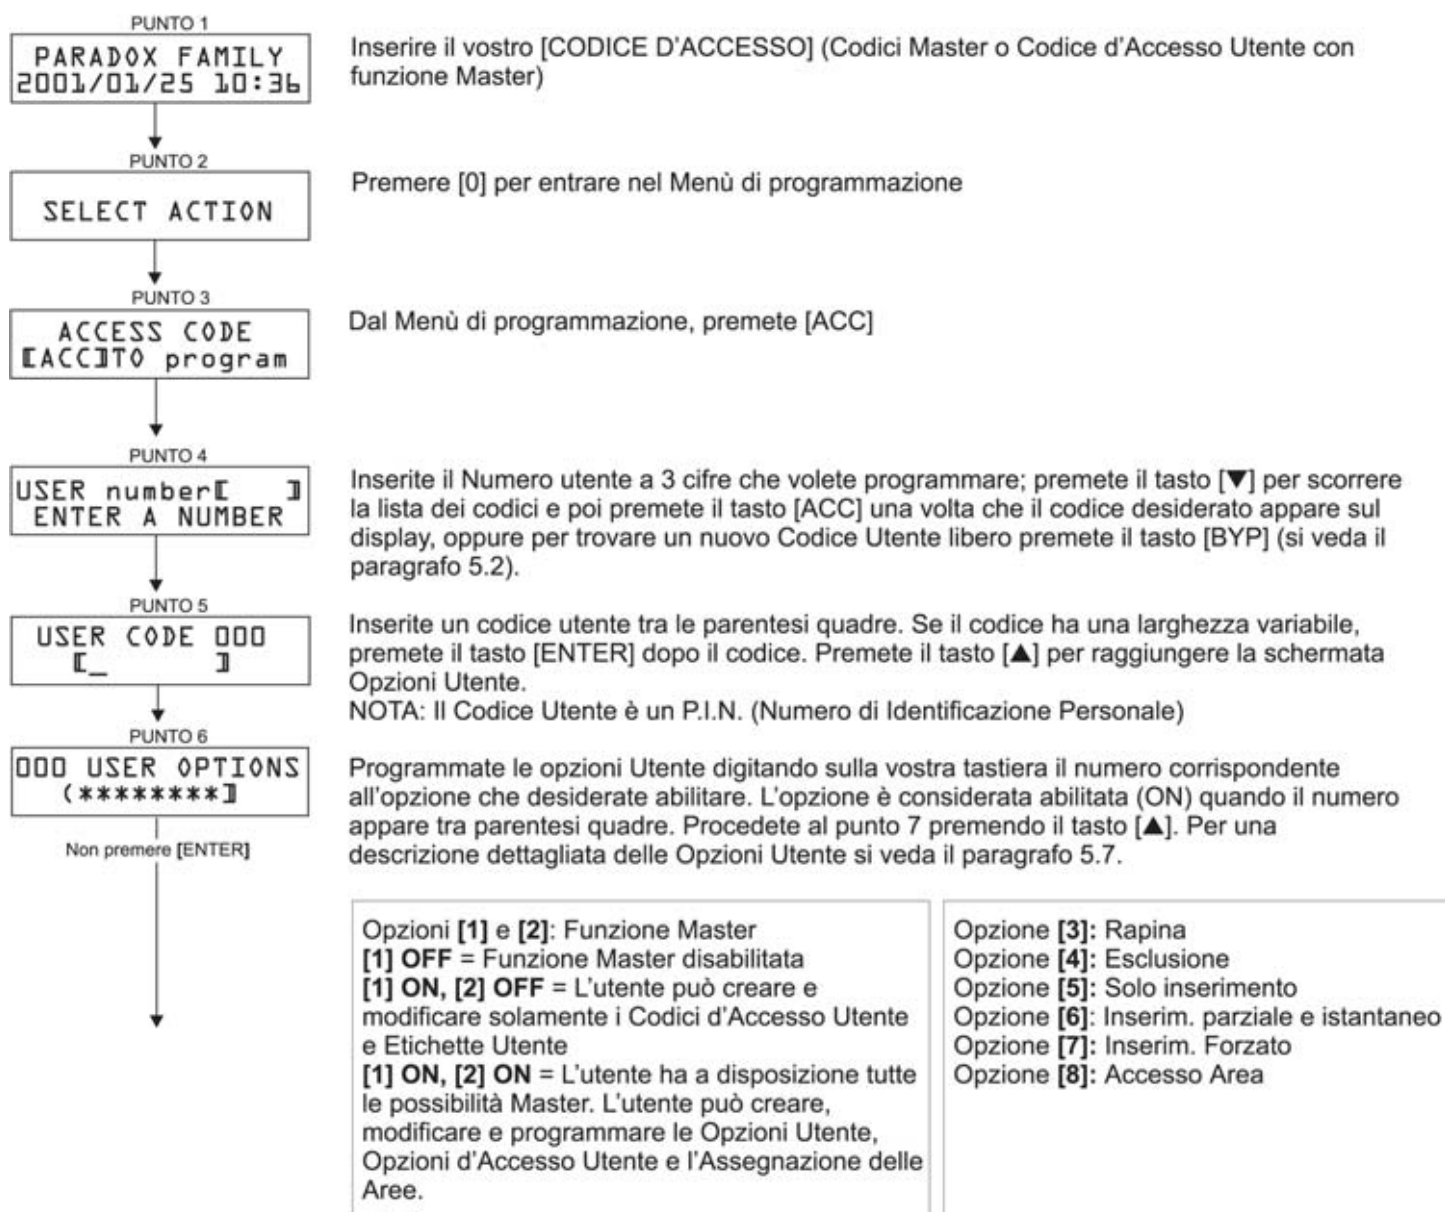 PUNTO 1
PARADOX FAMILY
2001/01/25 10:36
Inserire il vostro [CODICE D'ACCESSO] (Codici Master o Codice d'Accesso Utente con
funzione Master)
PUNTO 2
SELECT ACTION
Premere [0] per entrare nel Menù di programmazione
PUNTO 3
ACCESS CODE
[ACC]TO program
Dal Menù di programmazione, premete [ACC]
PUNTO 4
USER number[ ]
ENTER A NUMBER
Inserite il Numero utente a 3 cifre che volete programmare; premete il tasto [▼] per scorrere
la lista dei codici e poi premete il tasto [ACC] una volta che il codice desiderato appare sul
display, oppure per trovare un nuovo Codice Utente libero premete il tasto [BYP] (si veda il
paragrafo 5.2).
PUNTO 5
USER CODE 000
[_ ]
Inserite un codice utente tra le parentesi quadre. Se il codice ha una larghezza variabile,
premete il tasto [ENTER] dopo il codice. Premete il tasto [▲] per raggiungere la schermata
Opzioni Utente.
NOTA: Il Codice Utente è un P.I.N. (Numero di Identificazione Personale)
PUNTO 6
000 USER OPTIONS
(********]
Non premere [ENTER]
Programmate le opzioni Utente digitando sulla vostra tastiera il numero corrispondente
all'opzione che desiderate abilitare. L'opzione è considerata abilitata (ON) quando il numero
appare tra parentesi quadre. Procedete al punto 7 premendo il tasto [▲]. Per una
descrizione dettagliata delle Opzioni Utente si veda il paragrafo 5.7.
Opzioni [1] e [2]: Funzione Master
[1] OFF = Funzione Master disabilitata
[1] ON, [2] OFF = L'utente può creare e
modificare solamente i Codici d'Accesso Utente
e Etichette Utente
[1] ON, [2] ON = L'utente ha a disposizione tutte
le possibilità Master. L'utente può creare,
modificare e programmare le Opzioni Utente,
Opzioni d'Accesso Utente e l'Assegnazione delle
Aree.
Opzione [3]: Rapina
Opzione [4]: Esclusione
Opzione [5]: Solo inserimento
Opzione [6]: Inserim. parziale e istantaneo
Opzione [7]: Inserim. Forzato
Opzione [8]: Accesso Area